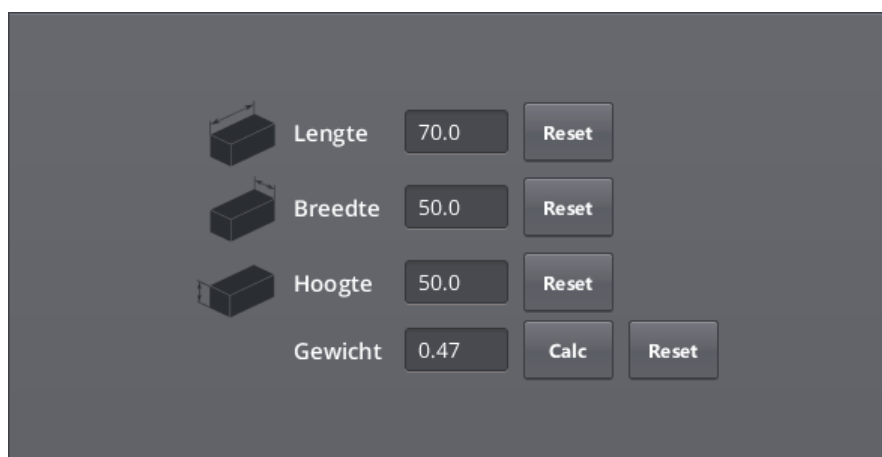 Lengte 70.0 Reset
Breedte 50.0 Reset
Hoogte 50.0 Reset
Gewicht 0.47 Calc Reset